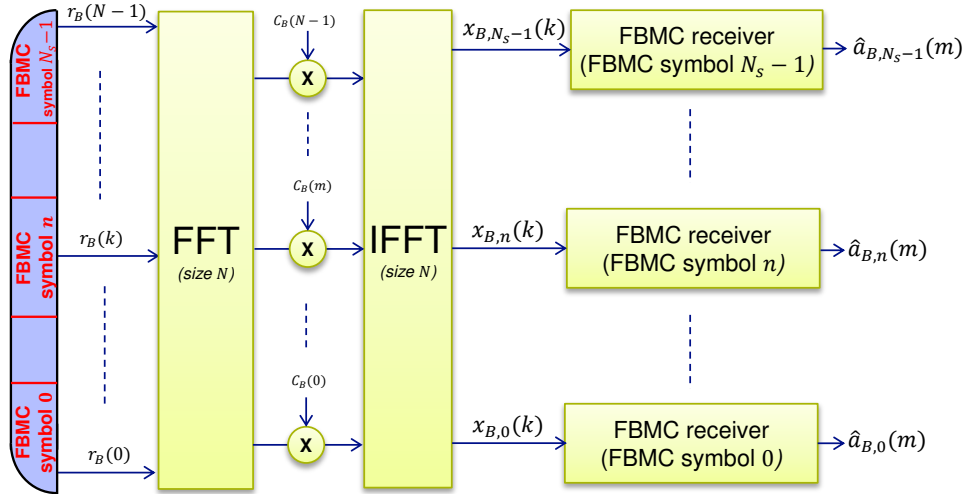 FBMC symbol N_s − 1
r_B(N − 1)
C_B(N − 1)
X
x_{B,N_s−1}(k)
FBMC receiver
(FBMC symbol N_s − 1)
â_{B,N_s−1}(m)
FBMC symbol n
r_B(k)
FFT
(size N)
C_B(m)
X
IFFT
(size N)
x_{B,n}(k)
FBMC receiver
(FBMC symbol n)
â_{B,n}(m)
FBMC symbol 0
r_B(0)
C_B(0)
X
x_{B,0}(k)
FBMC receiver
(FBMC symbol 0)
â_{B,0}(m)